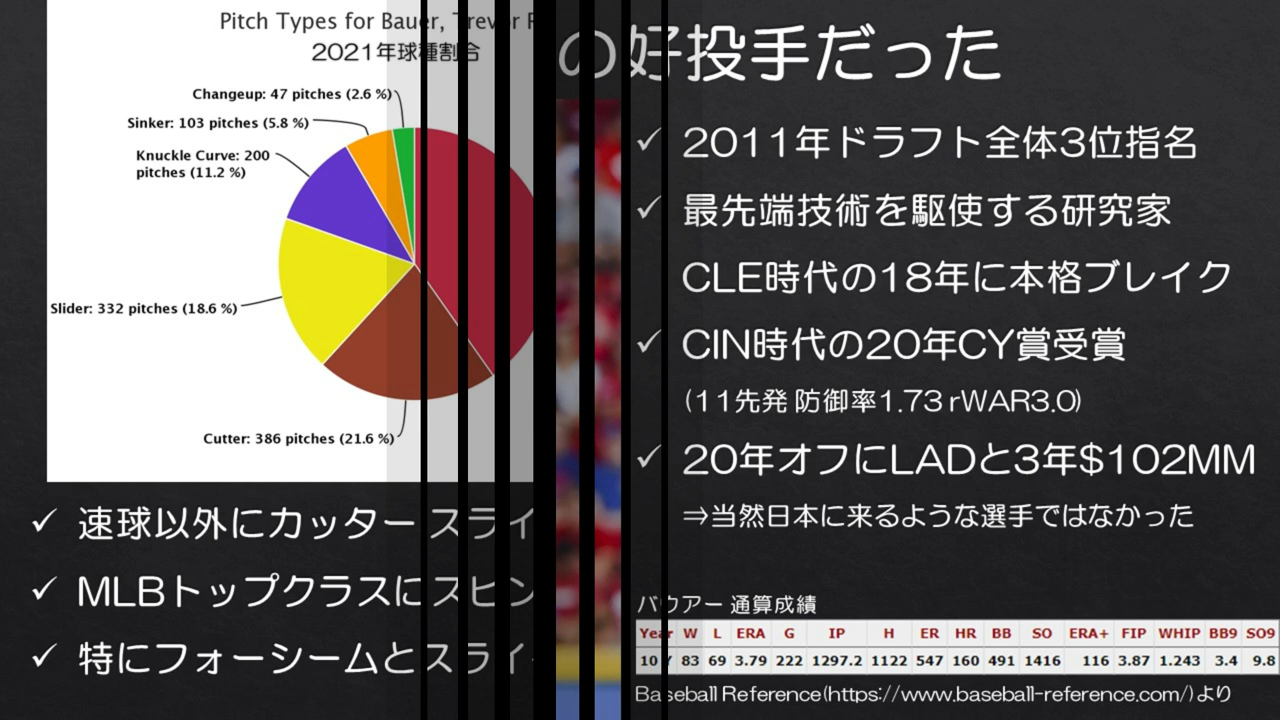 Pitch Types for Bauer, Trevor
2021年球種割合
Changeup: 47 pitches (2.6 %)
Sinker: 103 pitches (5.8 %)
Knuckle Curve: 200
pitches (11.2 %)
Slider: 332 pitches (18.6 %)
Cutter: 386 pitches (21.6 %)
速球以外にカッター スライ
MLBトップクラスにスピン
特にフォーシームとスライ
の好投手だった
2011年ドラフト全体3位指名
最先端技術を駆使する研究家
CLE時代の18年に本格ブレイク
CIN時代の20年CY賞受賞
(11先発 防御率1.73 rWAR3.0)
20年オフにLADと3年$102MM
⇒当然日本に来るような選手ではなかった
バウアー 通算成績
Year W L ERA G IP H ER HR BB SO ERA+ FIP WHIP BB9 SO9
10 Y 83 69 3.79 222 1297.2 1122 547 160 491 1416 116 3.87 1.243 3.4 9.8
Baseball Reference(https://www.baseball-reference.com/)より